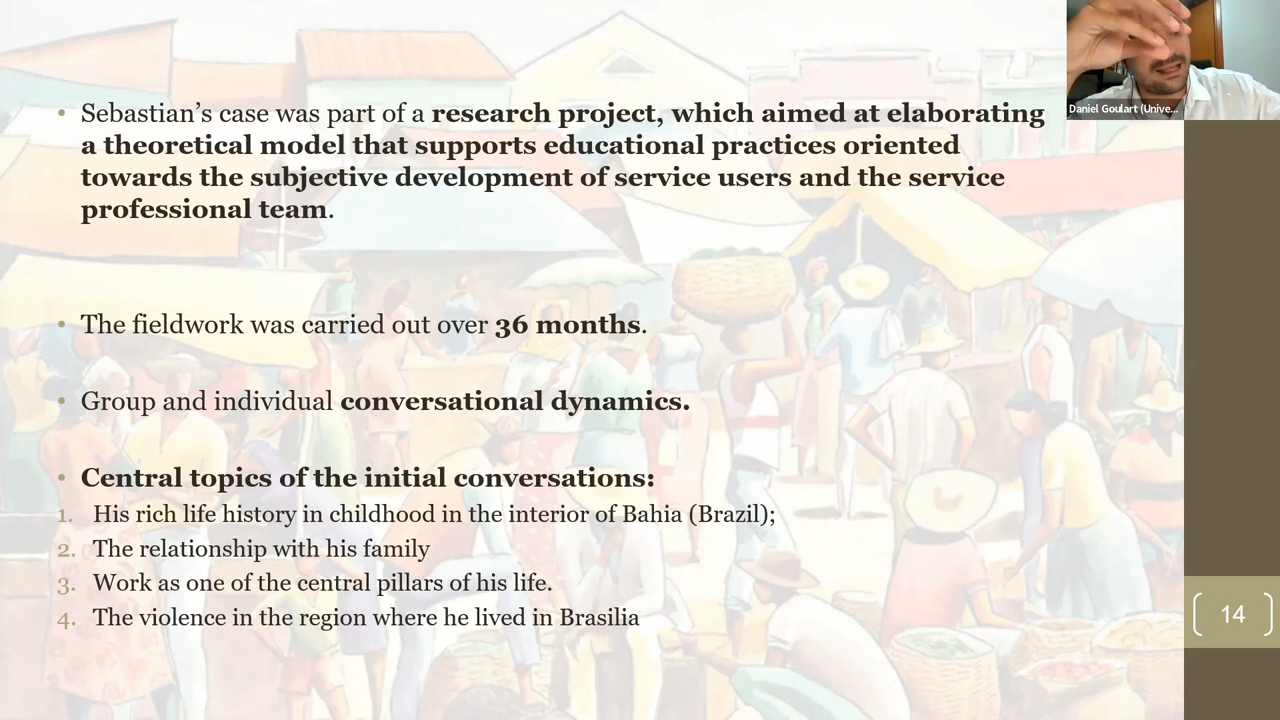 • Sebastian’s case was part of a research project, which aimed at elaborating
a theoretical model that supports educational practices oriented
towards the subjective development of service users and the service
professional team.
• The fieldwork was carried out over 36 months.
• Group and individual conversational dynamics.
• Central topics of the initial conversations:
1. His rich life history in childhood in the interior of Bahia (Brazil);
2. The relationship with his family
3. Work as one of the central pillars of his life.
4. The violence in the region where he lived in Brasilia
Daniel Goulart (Unive...
14